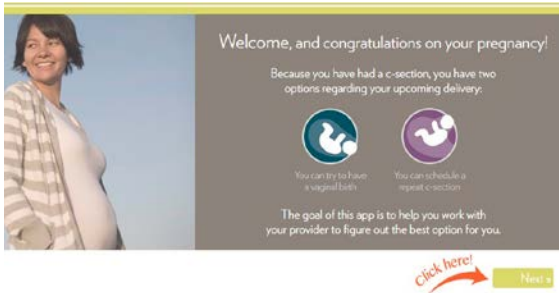 Welcome, and congratulations on your pregnancy!
Because you have had a c-section, you have two
options regarding your upcoming delivery:
You can try to have
a vaginal birth
You can schedule a
repeat c-section
The goal of this app is to help you work with
your provider to figure out the best option for you.
Click here!
Next »